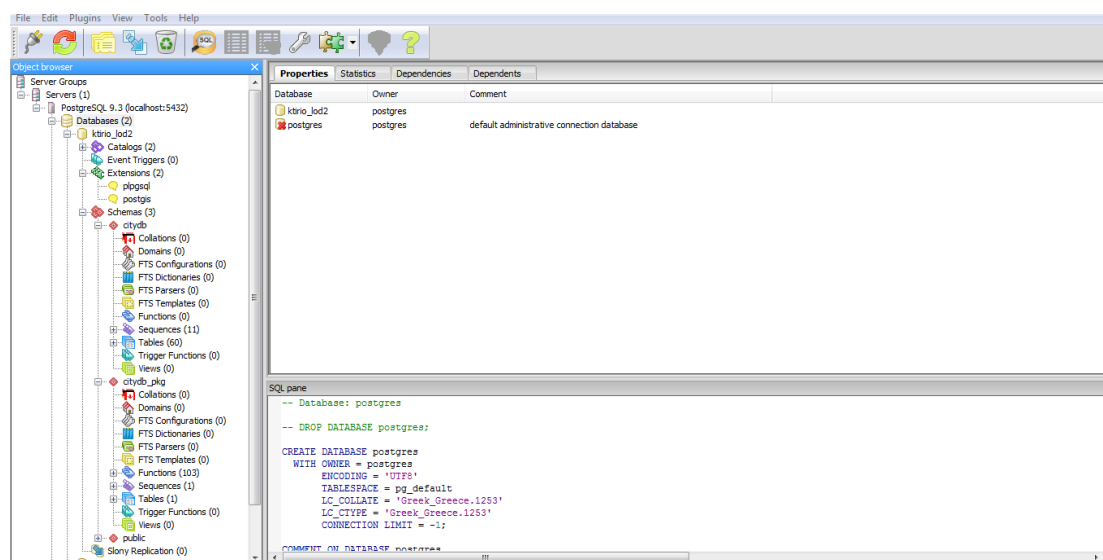 File Edit Plugins View Tools Help
SQL
Object browser
Server Groups
Servers (1)
PostgreSQL 9.3 (localhost:5432)
Databases (2)
ktirio_lod2
Catalogs (2)
Event Triggers (0)
Extensions (2)
plpgsql
postgis
Schemas (3)
citydb
Collations (0)
Domains (0)
FTS Configurations (0)
FTS Dictionaries (0)
FTS Parsers (0)
FTS Templates (0)
Functions (0)
Sequences (11)
Tables (60)
Trigger Functions (0)
Views (0)
citydb_pkg
Collations (0)
Domains (0)
FTS Configurations (0)
FTS Dictionaries (0)
FTS Parsers (0)
FTS Templates (0)
Functions (103)
Sequences (1)
Tables (1)
Trigger Functions (0)
Views (0)
public
Slony Replication (0)
Properties Statistics Dependencies Dependents
Database Owner Comment
ktirio_lod2 postgres
postgres postgres default administrative connection database
SQL pane
-- Database: postgres
-- DROP DATABASE postgres;
CREATE DATABASE postgres
WITH OWNER = postgres
ENCODING = 'UTF8'
TABLESPACE = pg_default
LC_COLLATE = 'Greek_Greece.1253'
LC_CTYPE = 'Greek_Greece.1253'
CONNECTION LIMIT = -1;
COMMENT ON DATABASE postgres